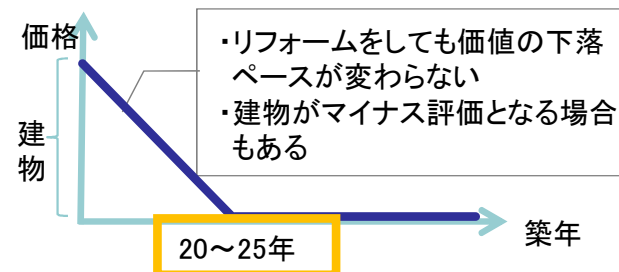 価格
・リフォームをしても価値の下落
ペースが変わらない
・建物がマイナス評価となる場合
もある
建
物
20～25年
築年